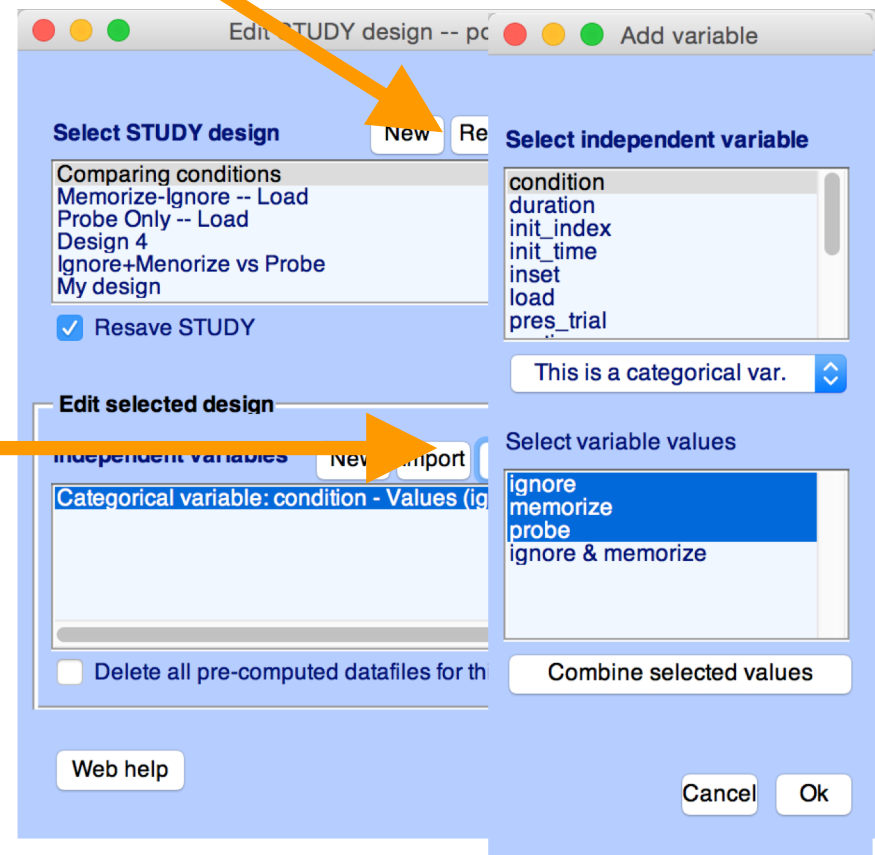 Edit STUDY design -- po
Select STUDY design
New
Re
Comparing conditions
Memorize-Ignore -- Load
Probe Only -- Load
Design 4
Ignore+Menorize vs Probe
My design
Resave STUDY
Edit selected design
Independent variables
New
Import
Categorical variable: condition - Values (ig
Delete all pre-computed datafiles for thi
Web help
Add variable
Select independent variable
condition
duration
init_index
init_time
inset
load
pres_trial
This is a categorical var.
Select variable values
ignore
memorize
probe
ignore & memorize
Combine selected values
Cancel
Ok